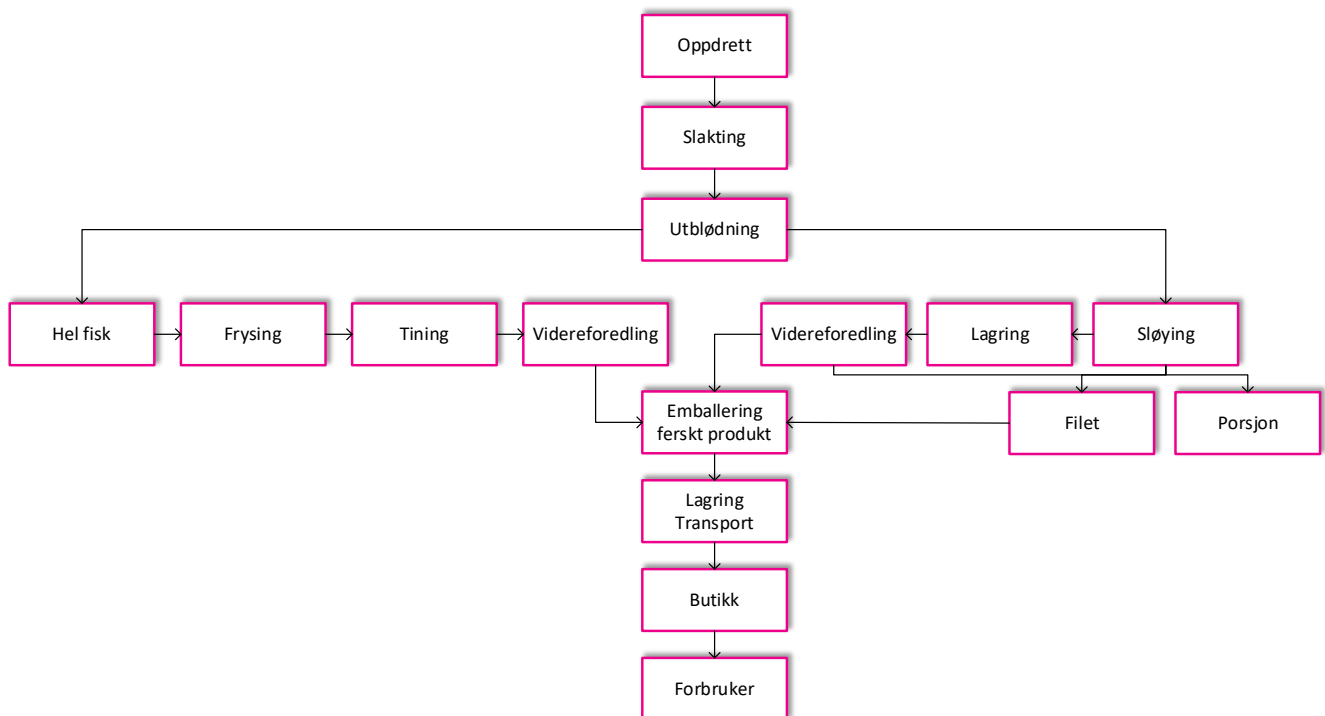 Oppdrett
Slakting
Utblødning
Hel fisk
Frysing
Tining
Videreforedling
Videreforedling
Lagring
Sløying
Emballering
ferskt produkt
Filet
Porsjon
Lagring
Transport
Butikk
Forbruker